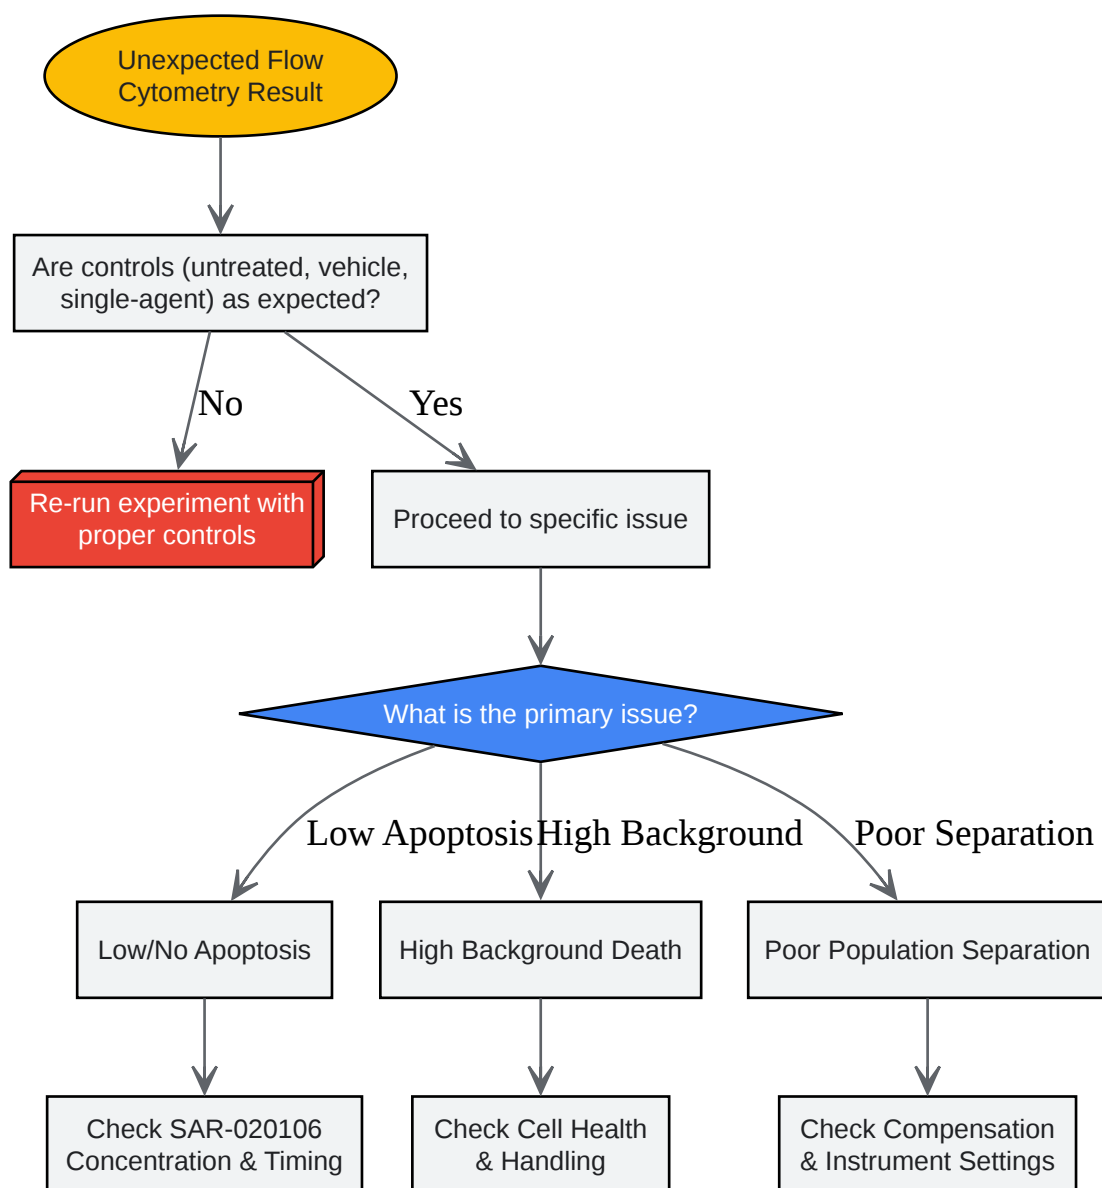 Unexpected Flow
Cytometry Result
Are controls (untreated, vehicle,
single-agent) as expected?
No
Yes
Re-run experiment with
proper controls
Proceed to specific issue
What is the primary issue?
Low Apoptosis
High Background
Poor Separation
Low/No Apoptosis
High Background Death
Poor Population Separation
Check SAR-020106
Concentration & Timing
Check Cell Health
& Handling
Check Compensation
& Instrument Settings